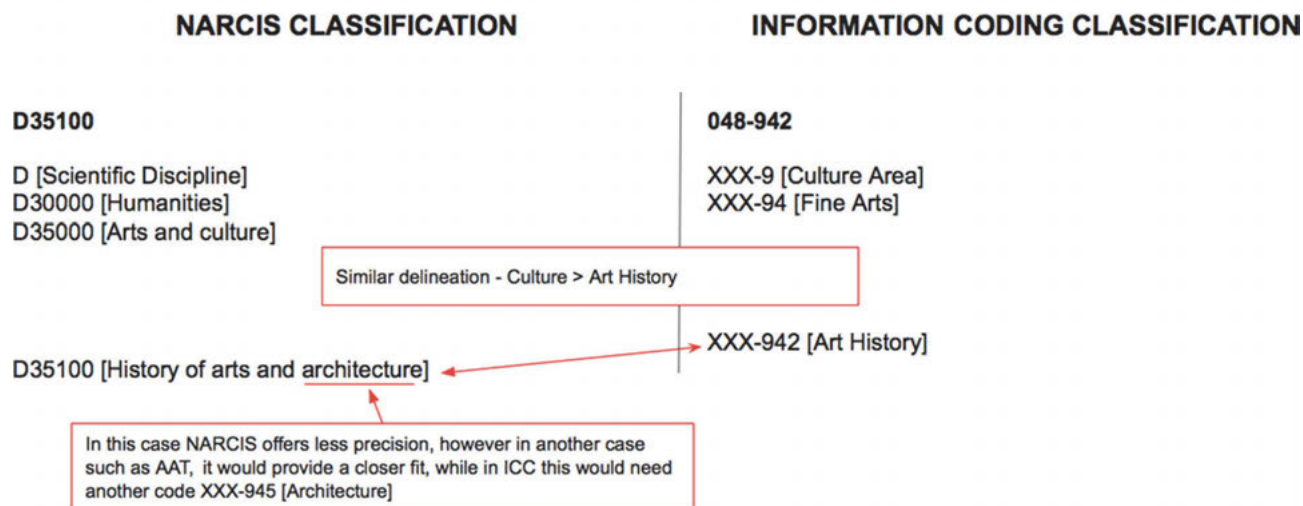 NARCIS CLASSIFICATION
INFORMATION CODING CLASSIFICATION
D35100
D [Scientific Discipline]
D30000 [Humanities]
D35000 [Arts and culture]
048-942
XXX-9 [Culture Area]
XXX-94 [Fine Arts]
Similar delineation - Culture > Art History
XXX-942 [Art History]
D35100 [History of arts and architecture]
In this case NARCIS offers less precision, however in another case
such as AAT, it would provide a closer fit, while in ICC this would need
another code XXX-945 [Architecture]